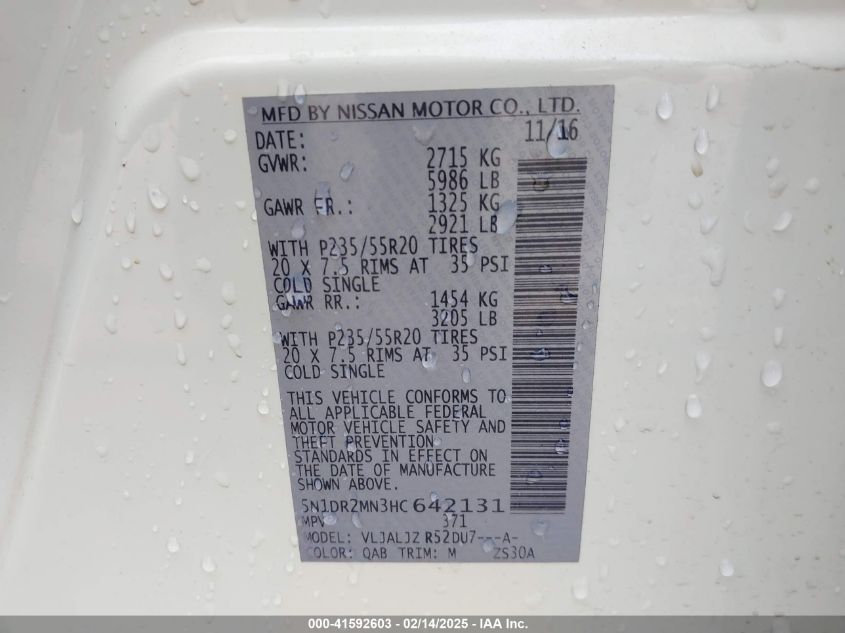 MFD BY NISSAN MOTOR CO., LTD.
DATE: 11/16
GVWR: 2715 KG
5986 LB
GAWR FR.: 1325 KG
2921 LB
WITH P235/55R20 TIRES
20 X 7.5 RIMS AT 35 PSI
COLD SINGLE
GAWR RR.: 1454 KG
3205 LB
WITH P235/55R20 TIRES
20 X 7.5 RIMS AT 35 PSI
COLD SINGLE
THIS VEHICLE CONFORMS TO
ALL APPLICABLE FEDERAL
MOTOR VEHICLE SAFETY AND
THEFT PREVENTION
STANDARDS IN EFFECT ON
THE DATE OF MANUFACTURE
SHOWN ABOVE.
5N1DR2MN3HC 642131
MPV 371
MODEL: VLJALJZ R52DU7---A-
COLOR: QAB TRIM: M ZS30A
000-41592603 - 02/14/2025 - IAA Inc.